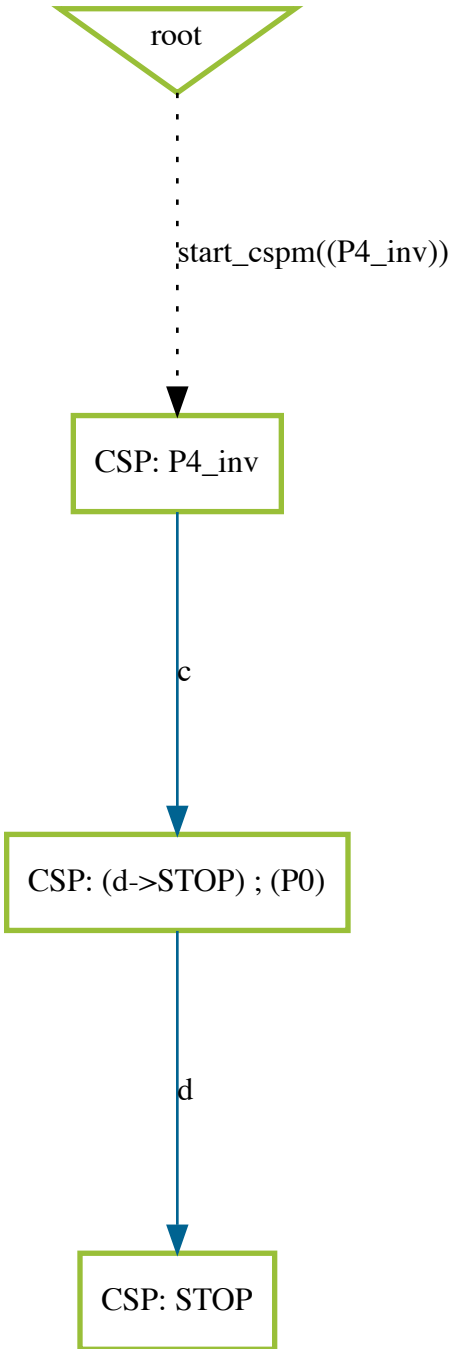 root
start_cspm((P4_inv))
CSP: P4_inv
c
CSP: (d->STOP) ; (P0)
d
CSP: STOP